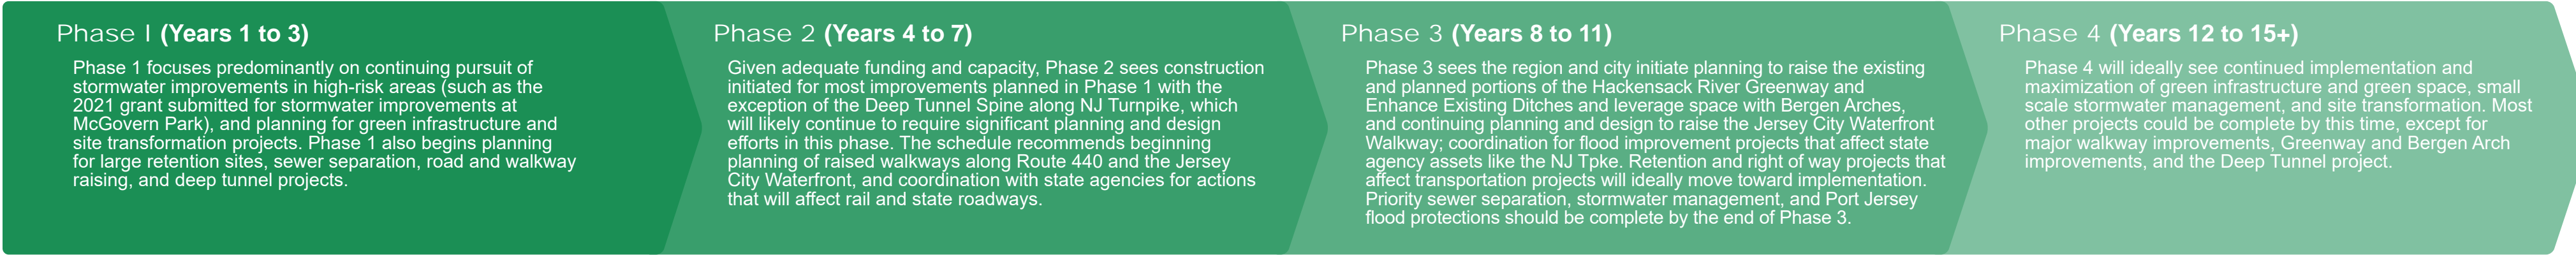 Phase I (Years 1 to 3)
Phase 1 focuses predominantly on continuing pursuit of
stormwater improvements in high-risk areas (such as the
2021 grant submitted for stormwater improvements at
McGovern Park), and planning for green infrastructure and
site transformation projects. Phase 1 also begins planning
for large retention sites, sewer separation, road and walkway
raising, and deep tunnel projects.
Phase 2 (Years 4 to 7)
Given adequate funding and capacity, Phase 2 sees construction
initiated for most improvements planned in Phase 1 with the
exception of the Deep Tunnel Spine along NJ Turnpike, which
will likely continue to require significant planning and design
efforts in this phase. The schedule recommends beginning
planning of raised walkways along Route 440 and the Jersey
City Waterfront, and coordination with state agencies for actions
that will affect rail and state roadways.
Phase 3 (Years 8 to 11)
Phase 3 sees the region and city initiate planning to raise the existing
and planned portions of the Hackensack River Greenway and
Enhance Existing Ditches and leverage space with Bergen Arches,
and continuing planning and design to raise the Jersey City Waterfront
Walkway; coordination for flood improvement projects that affect state
agency assets like the NJ Tpke. Retention and right of way projects that
affect transportation projects will ideally move toward implementation.
Priority sewer separation, stormwater management, and Port Jersey
flood protections should be complete by the end of Phase 3.
Phase 4 (Years 12 to 15+)
Phase 4 will ideally see continued implementation and
maximization of green infrastructure and green space, small
scale stormwater management, and site transformation. Most
other projects could be complete by this time, except for
major walkway improvements, Greenway and Bergen Arch
improvements, and the Deep Tunnel project.